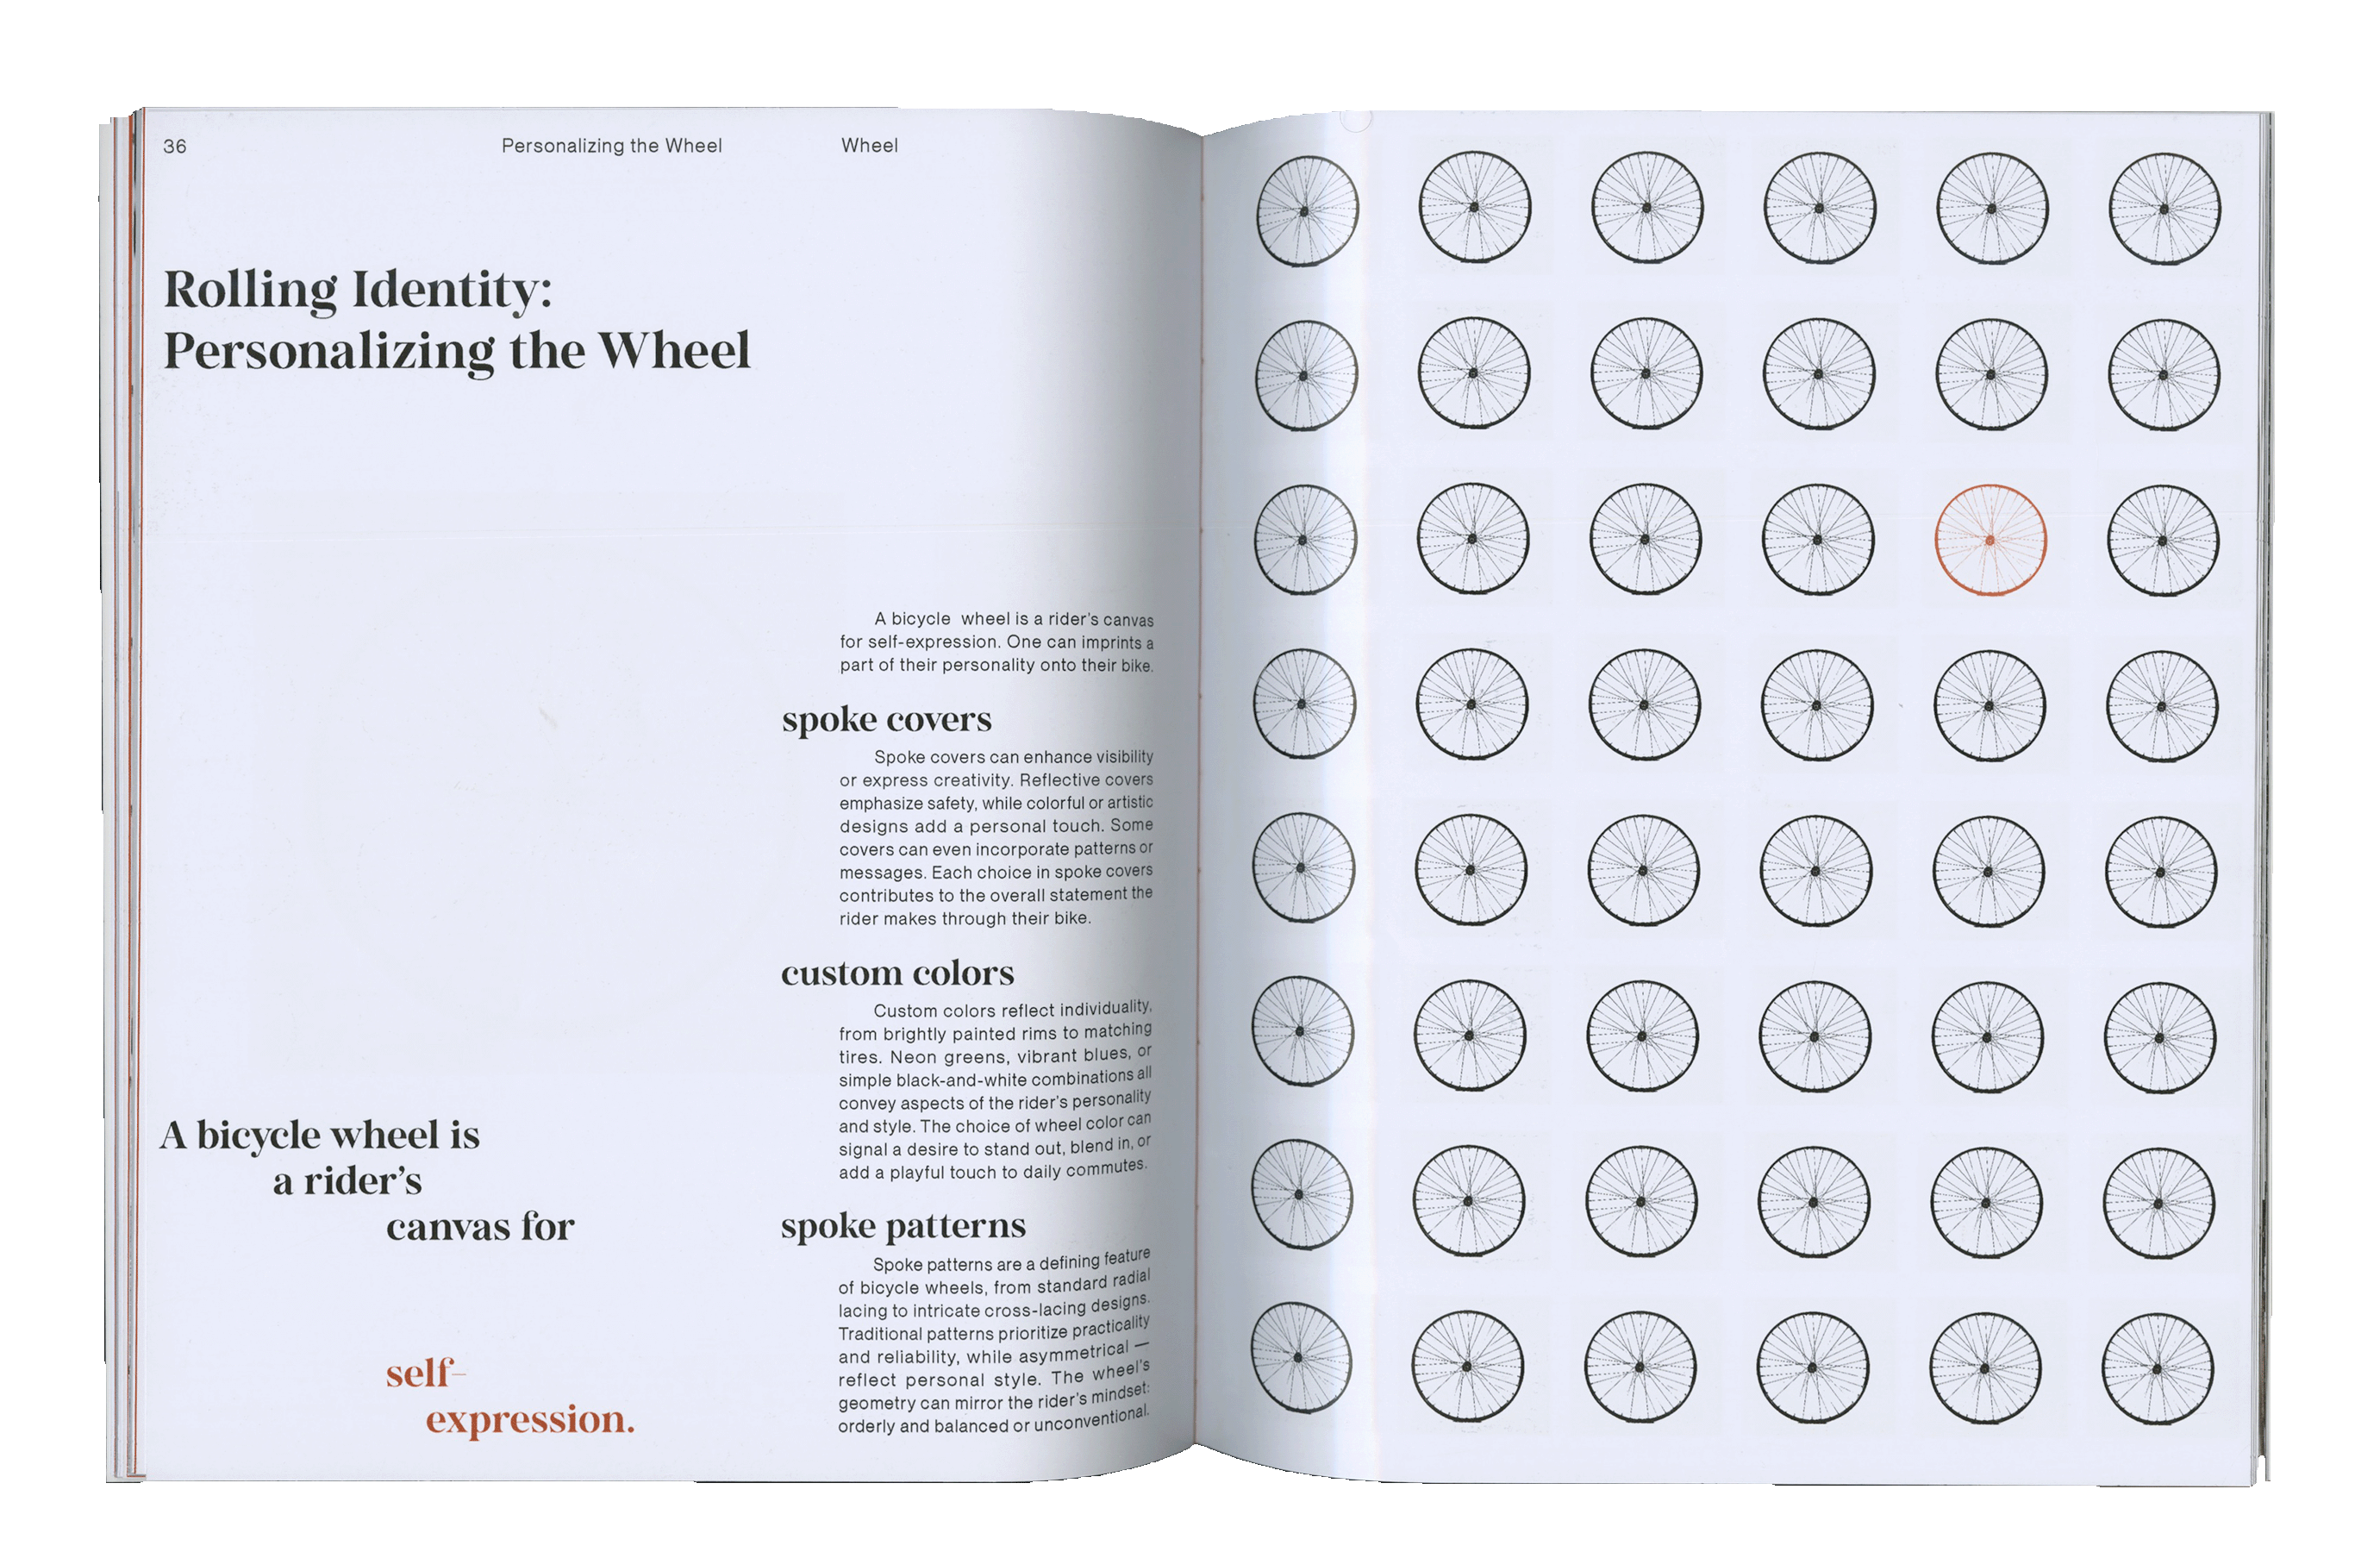 36
Personalizing the Wheel
Wheel
Rolling Identity:
Personalizing the Wheel
A bicycle wheel is a rider's canvas
for self-expression. One can imprints a
part of their personality onto their bike.
spoke covers
Spoke covers can enhance visibility
or express creativity. Reflective covers
emphasize safety, while colorful or artistic
designs add a personal touch. Some
covers can even incorporate patterns or
messages. Each choice in spoke covers
contributes to the overall statement the
rider makes through their bike.
custom colors
Custom colors reflect individuality,
from brightly painted rims to matching
tires. Neon greens, vibrant blues, or
simple black-and-white combinations all
convey aspects of the rider's personality
and style. The choice of wheel color can
signal a desire to stand out, blend in, or
add a playful touch to daily commutes.
spoke patterns
Spoke patterns are a defining feature
of bicycle wheels, from standard radial
lacing to intricate cross-lacing designs.
Traditional patterns prioritize practicality
and reliability, while asymmetrical —
reflect personal style. The wheel's
geometry can mirror the rider's mindset:
orderly and balanced or unconventional.
A bicycle wheel is
a rider's
canvas for
self-
expression.